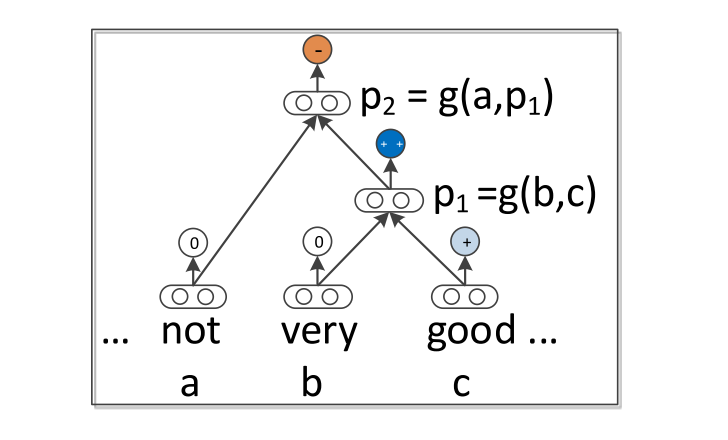 -
p₂ = g(a,p₁)
+ +
p₁ =g(b,c)
0 0 +
... not very good ...
a b c